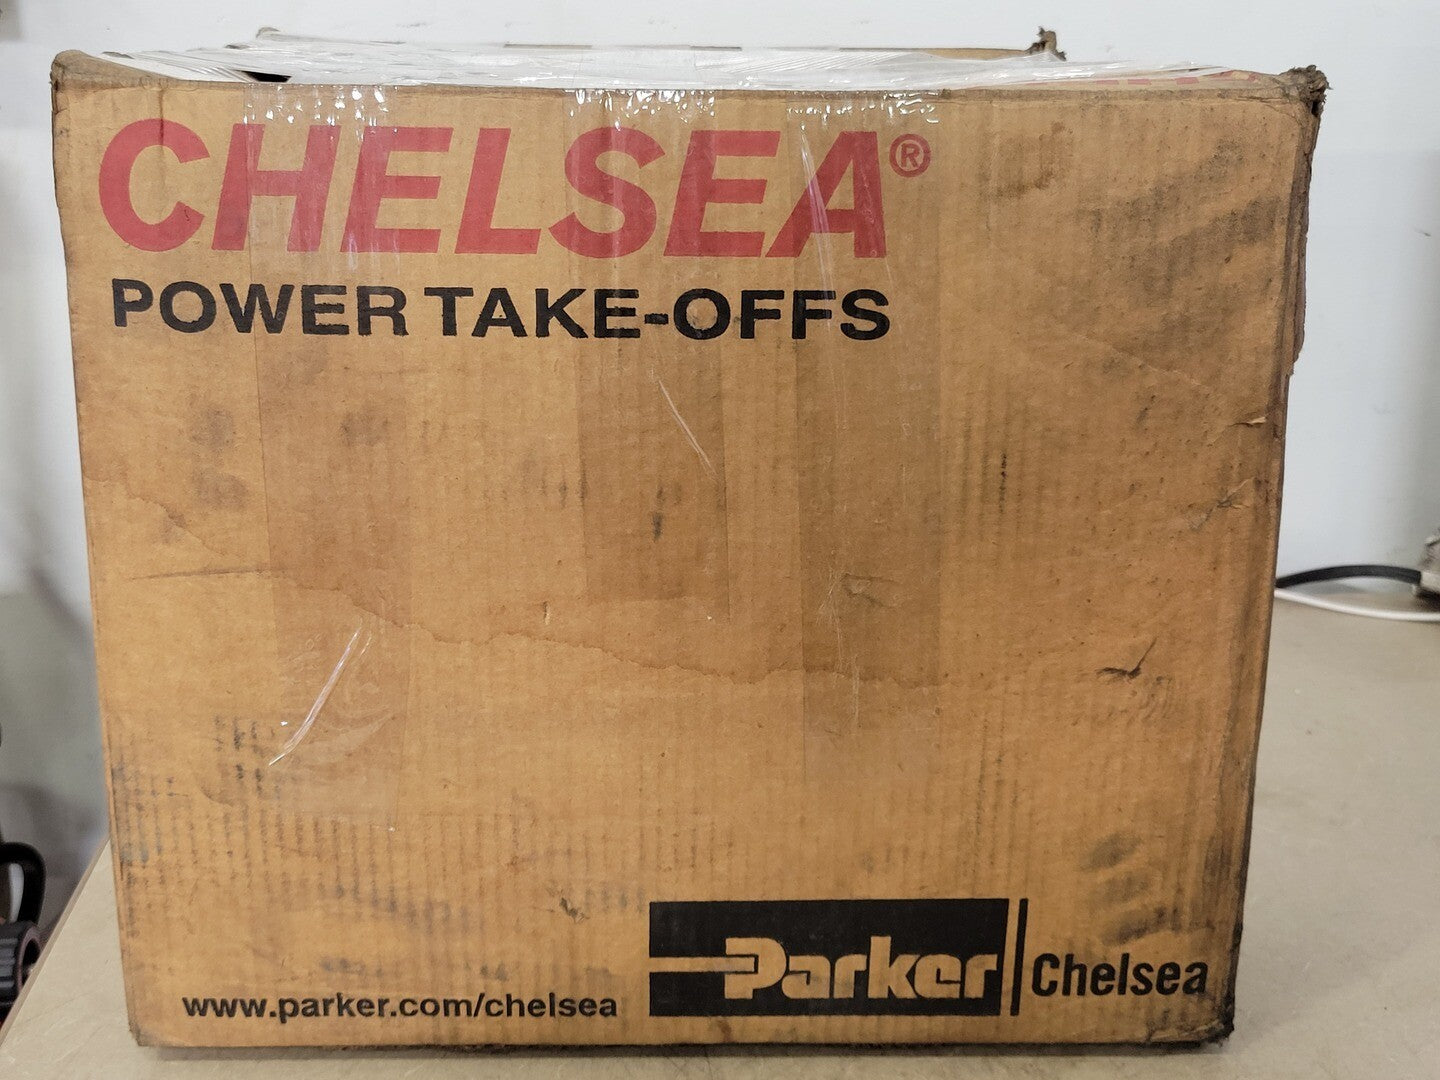 CHELSEA®
POWER TAKE-OFFS
www.parker.com/chelsea
Parker
Chelsea